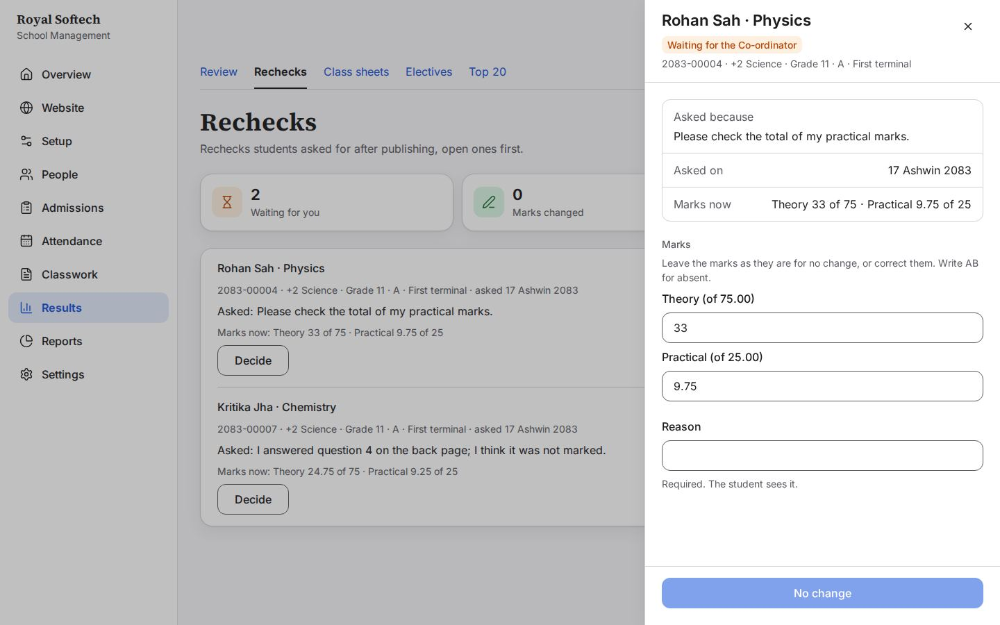 Royal Softech
School Management
Overview
Website
Setup
People
Admissions
Attendance
Classwork
Results
Reports
Settings
Review
Rechecks
Class sheets
Electives
Top 20
Rechecks
Rechecks students asked for after publishing, open ones first.
2
Waiting for you
0
Marks changed
Rohan Sah · Physics
2083-00004 · +2 Science · Grade 11 · A · First terminal · asked 17 Ashwin 2083
Asked: Please check the total of my practical marks.
Marks now: Theory 33 of 75 · Practical 9.75 of 25
Decide
Kritika Jha · Chemistry
2083-00007 · +2 Science · Grade 11 · A · First terminal · asked 17 Ashwin 2083
Asked: I answered question 4 on the back page; I think it was not marked.
Marks now: Theory 24.75 of 75 · Practical 9.25 of 25
Decide
Rohan Sah · Physics
Waiting for the Co-ordinator
2083-00004 · +2 Science · Grade 11 · A · First terminal
Asked because
Please check the total of my practical marks.
Asked on
17 Ashwin 2083
Marks now
Theory 33 of 75 · Practical 9.75 of 25
Marks
Leave the marks as they are for no change, or correct them. Write AB
for absent.
Theory (of 75.00)
33
Practical (of 25.00)
9.75
Reason
Required. The student sees it.
No change